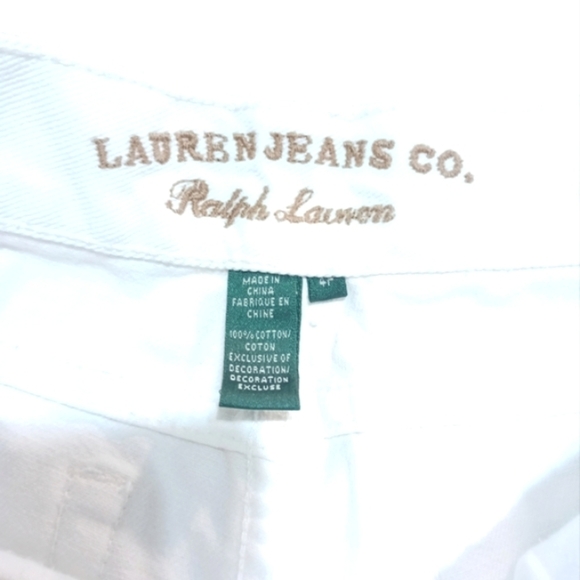 LAUREN JEANS CO.
Ralph Lauren
MADE IN
CHINA
FABRIQUE EN
CHINE
100% COTTON/
COTON
EXCLUSIVE OF
DECORATION/
DECORATION
EXCLUSE